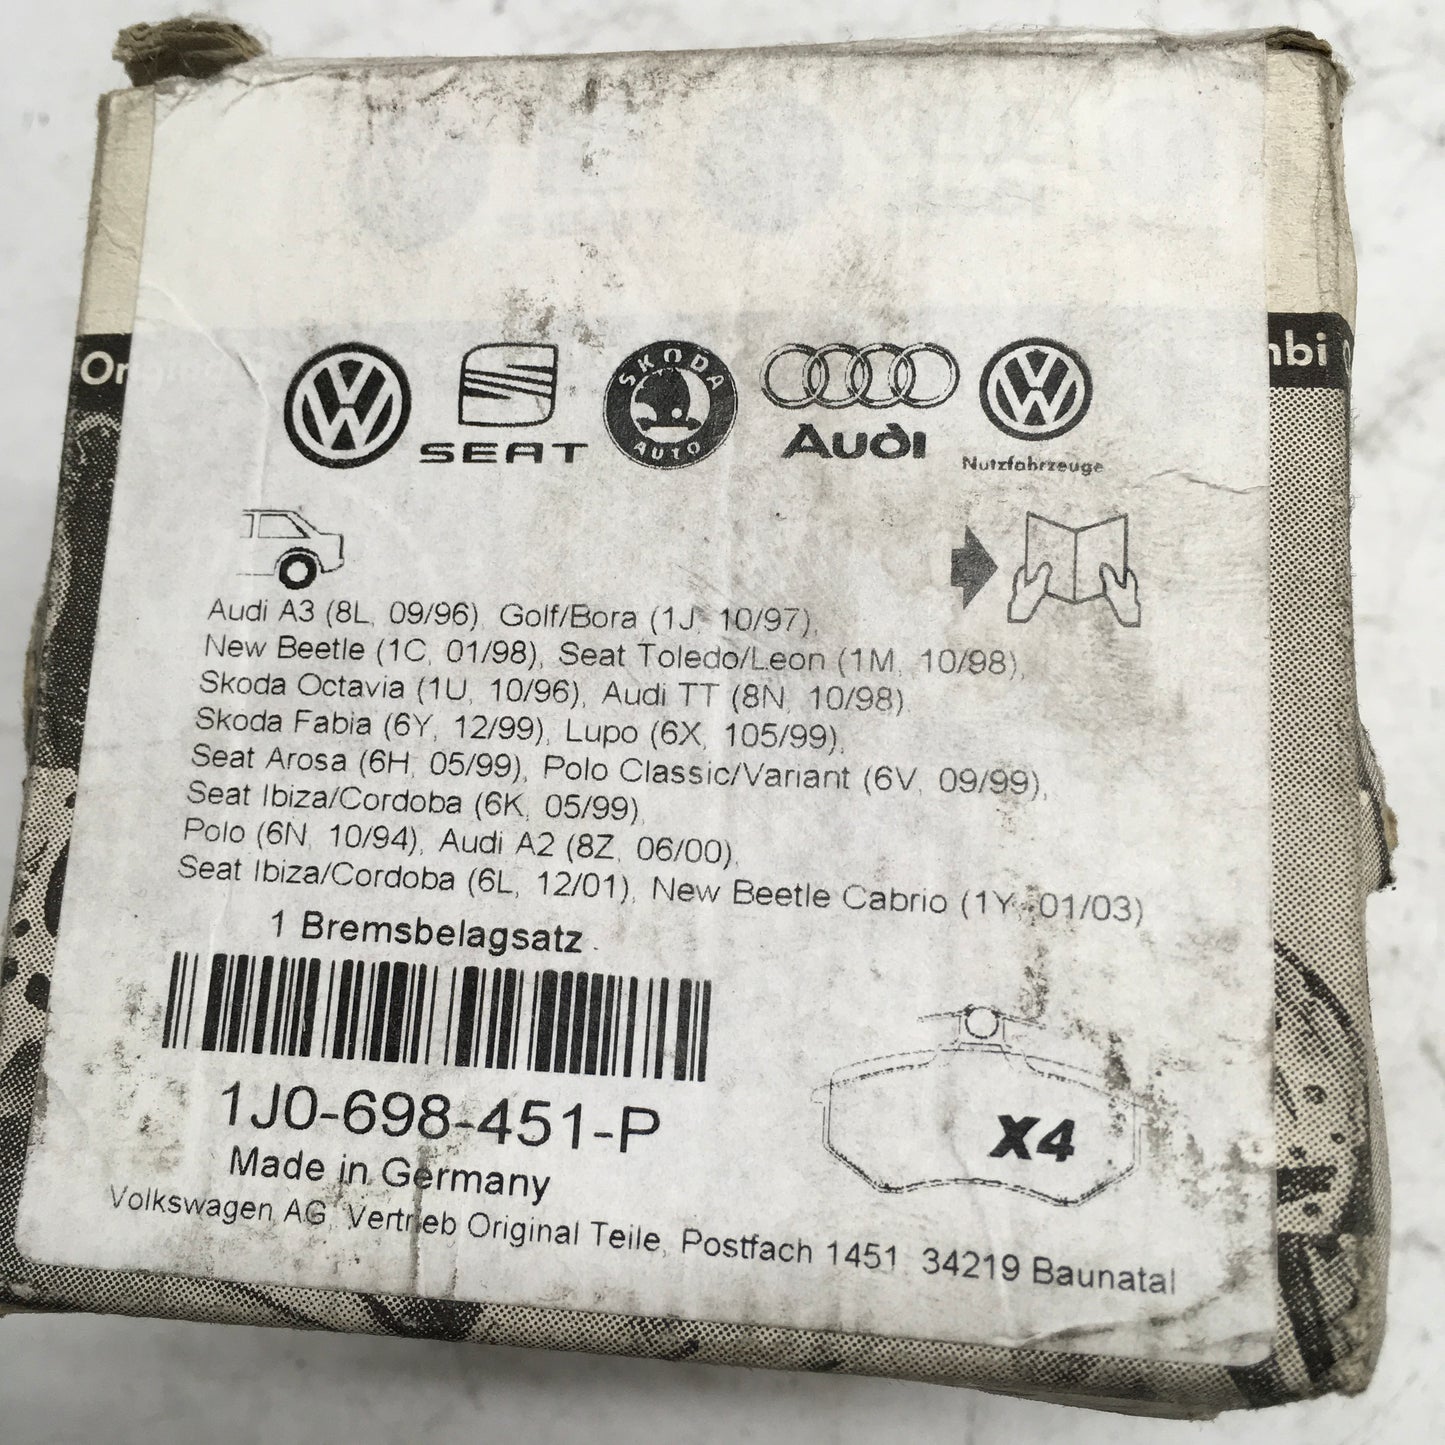 Or
nbi
SEAT
SKODA
AUTO
Audi
Nutzfahrzeuge
Audi A3 (8L, 09/96), Golf/Bora (1J, 10/97),
New Beetle (1C, 01/98), Seat Toledo/Leon (1M, 10/98),
Skoda Octavia (1U, 10/96), Audi TT (8N, 10/98),
Skoda Fabia (6Y, 12/99), Lupo (6X, 105/99),
Seat Arosa (6H, 05/99), Polo Classic/Variant (6V, 09/99),
Seat Ibiza/Cordoba (6K, 05/99),
Polo (6N, 10/94), Audi A2 (8Z, 06/00),
Seat Ibiza/Cordoba (6L, 12/01), New Beetle Cabrio (1Y, 01/03)
1 Bremsbelagsatz
1J0-698-451-P
Made in Germany
X4
Volkswagen AG, Vertrieb Original Teile, Postfach 1451 34219 Baunatal